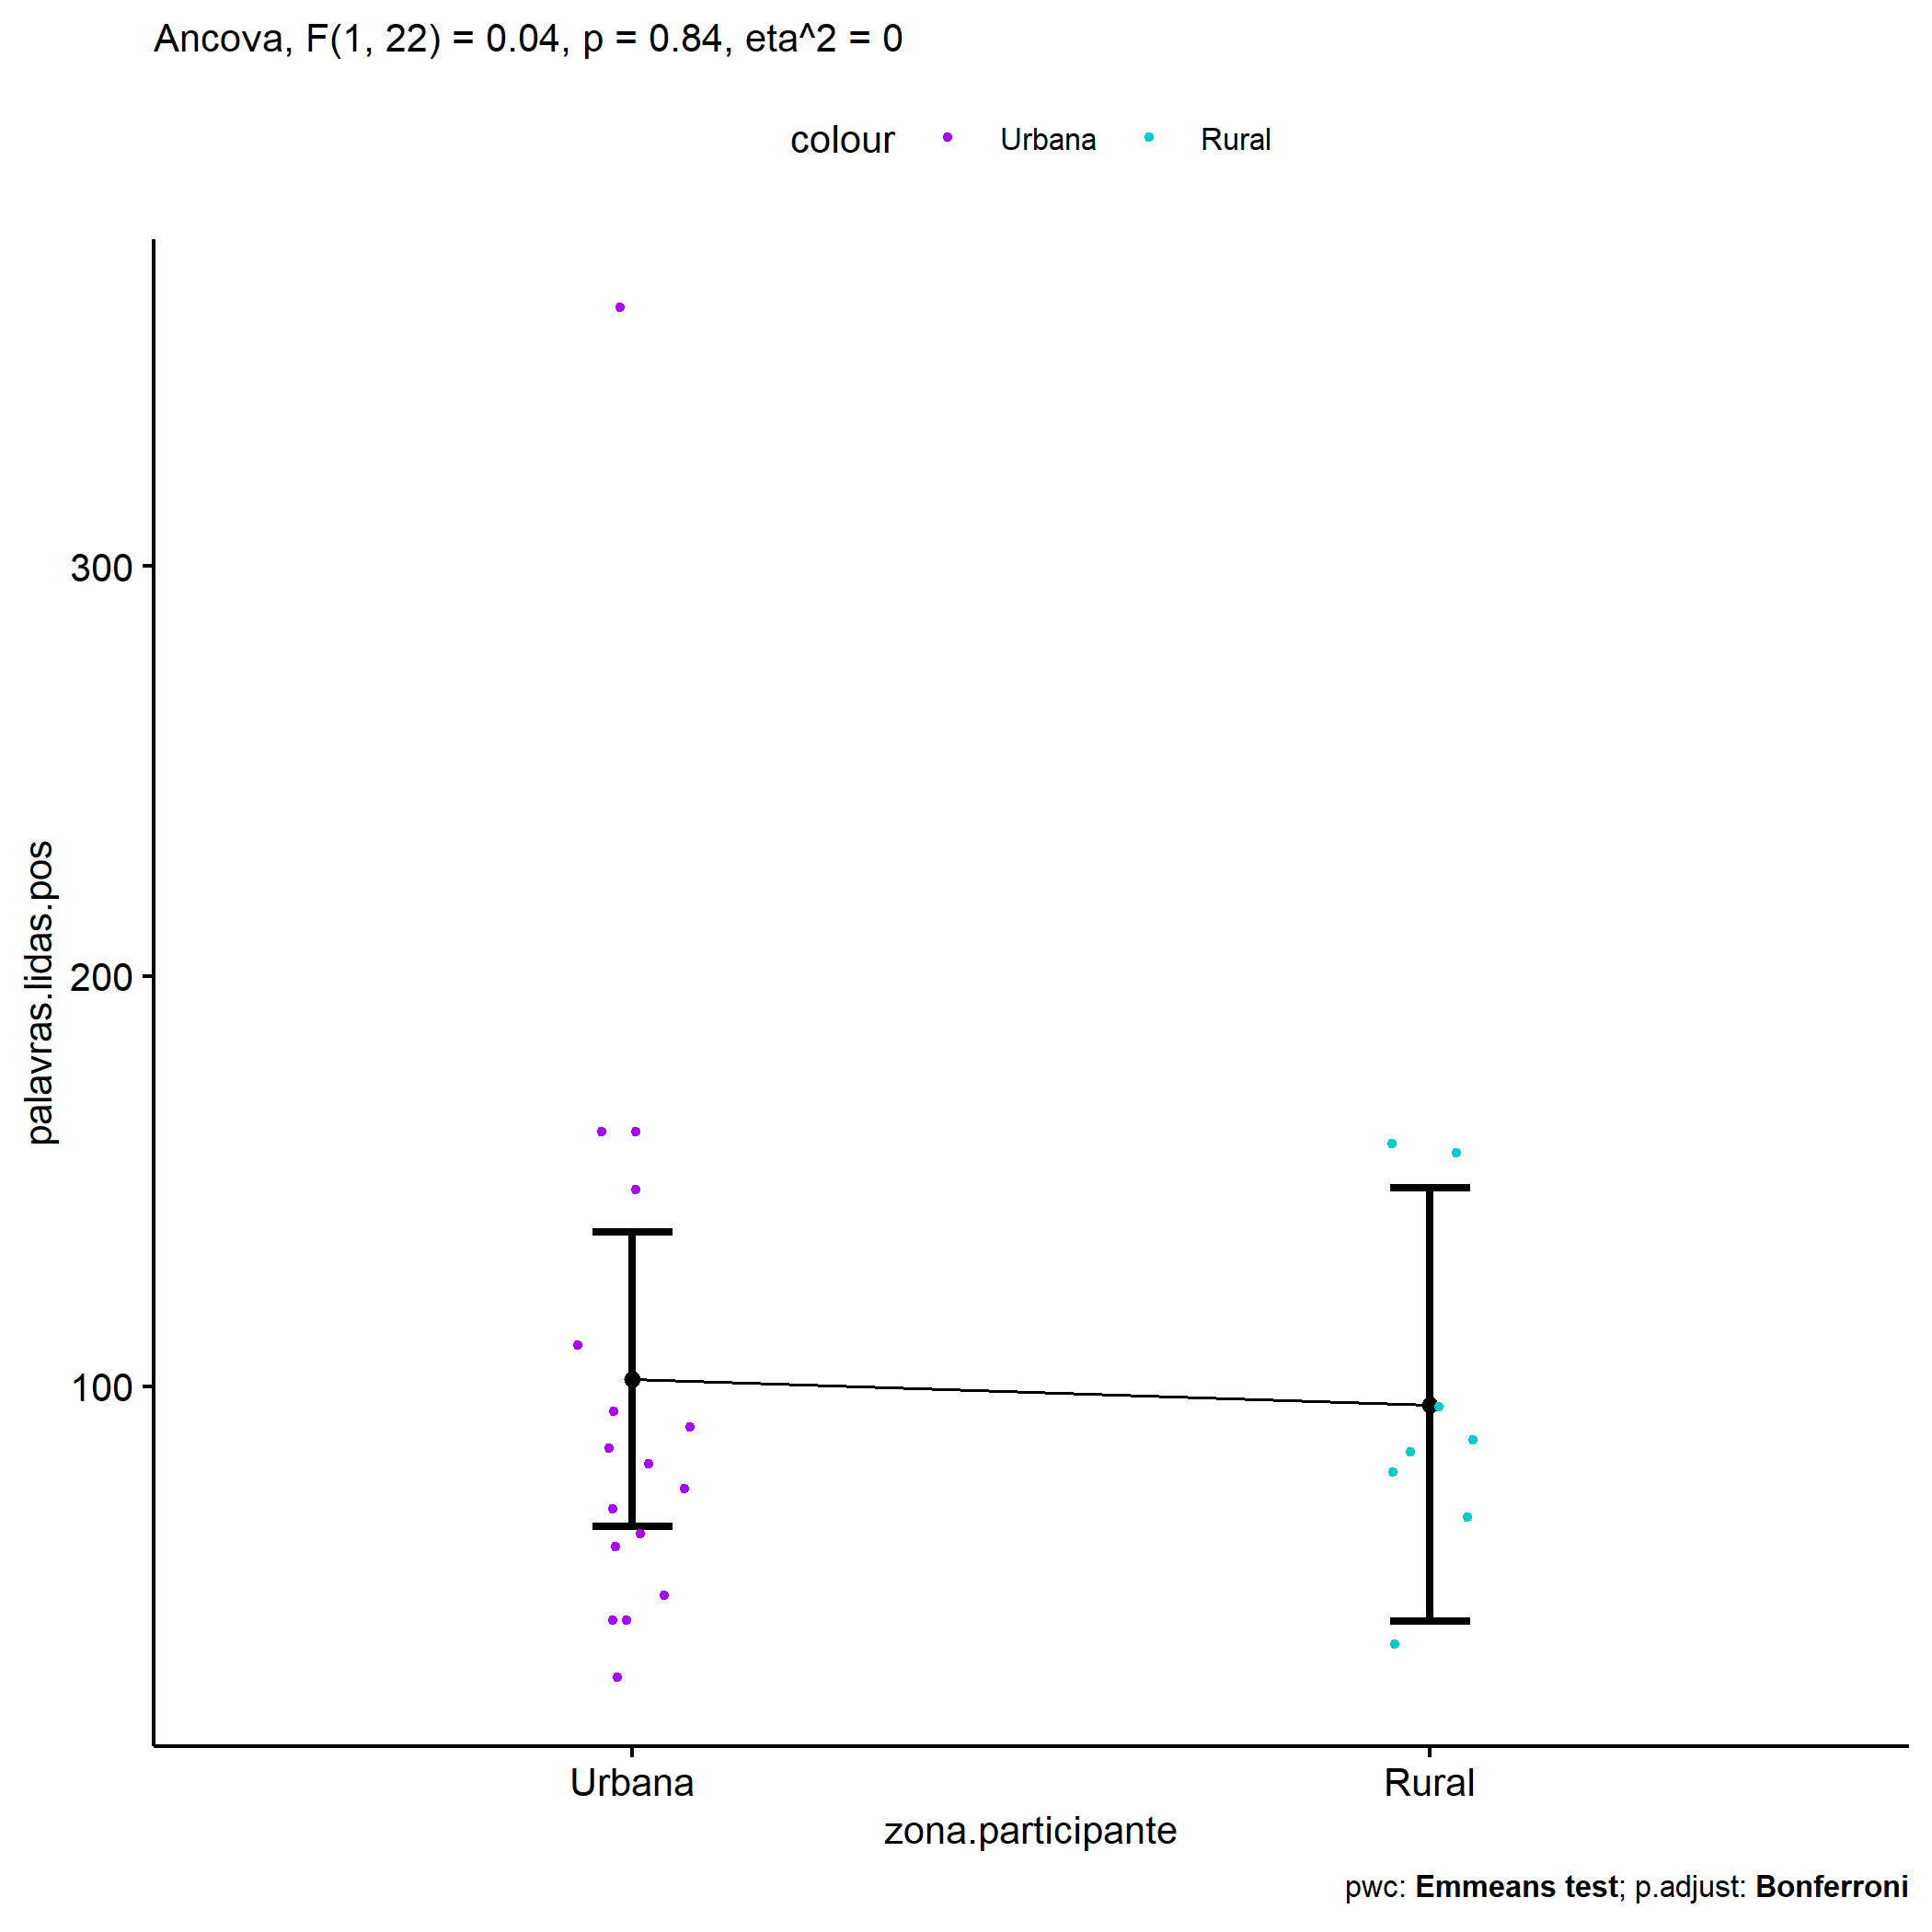 Ancova, F(1, 22) = 0.04, p = 0.84, eta^2 = 0
colour Urbana Rural
palavras.lidas.pos
300
200
100
Urbana Rural
zona.participante
pwc: Emmeans test; p.adjust: Bonferroni